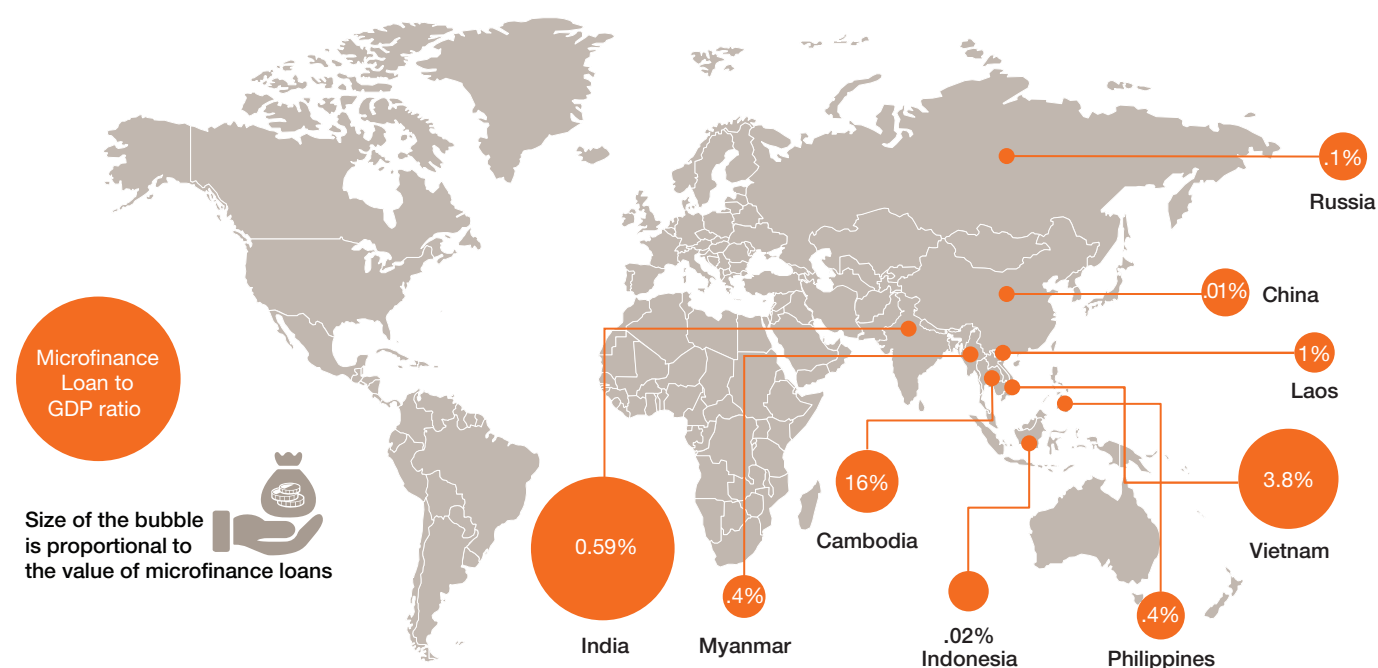 .1%
Russia
.01%
China
1%
Laos
Microfinance
Loan to
GDP ratio
3.8%
Vietnam
16%
Cambodia
Size of the bubble
is proportional to
the value of microfinance loans
0.59%
India
.4%
Myanmar
.02%
Indonesia
.4%
Philippines